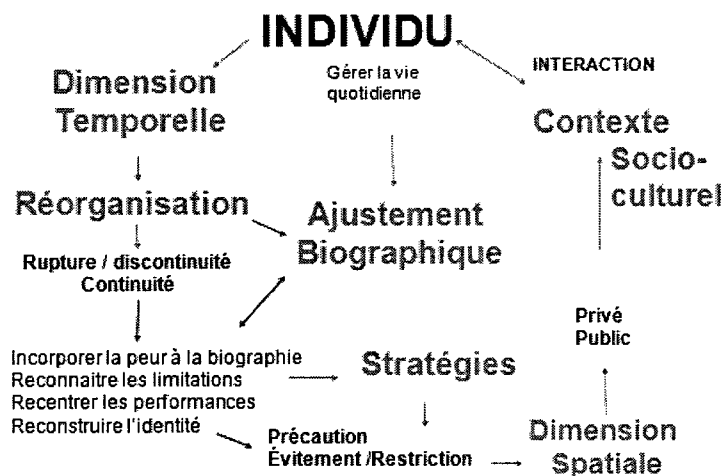 INDIVIDU
Gérer la vie
quotidienne
INTERACTION
Dimension
Temporelle
Contexte
Socio-
culturel
Réorganisation
Ajustement
Biographique
Rupture / discontinuité
Continuité
Privé
Public
Incorporer la peur à la biographie
Reconnaitre les limitations
Recentrer les performances
Reconstruire l'identité
Stratégies
Précaution
Évitement /Restriction
Dimension
Spatiale